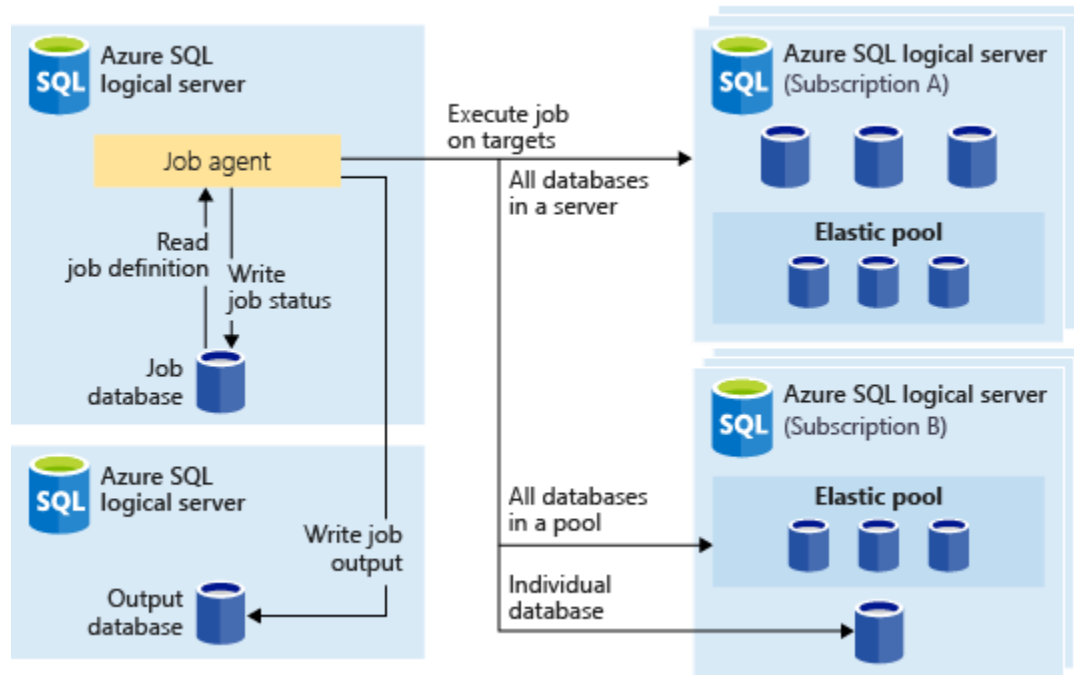 SQL
Azure SQL
logical server
Job agent
Read
job definition
Write
job status
Job
database
SQL
Azure SQL
logical server
Write job
output
Output
database
Execute job
on targets
All databases
in a server
All databases
in a pool
Individual
database
SQL
Azure SQL logical server
(Subscription A)
Elastic pool
SQL
Azure SQL logical server
(Subscription B)
Elastic pool